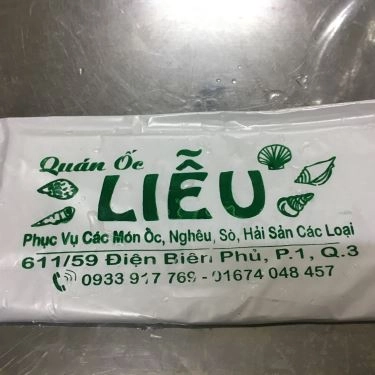 Quán Ốc
LIỄU
Phục Vụ Các Món Ốc, Nghêu, Sò, Hải Sản Các Loại
611/59 Điện Biên Phủ, P.1, Q.3
0933 917 769 - 01674 048 457